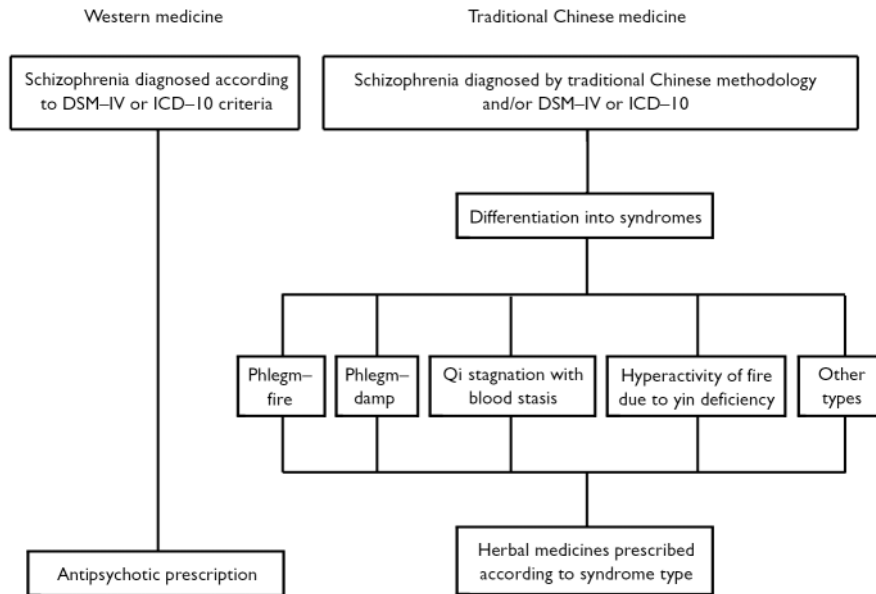 Western medicine
Traditional Chinese medicine
Schizophrenia diagnosed according
to DSM–IV or ICD–10 criteria
Schizophrenia diagnosed by traditional Chinese methodology
and/or DSM–IV or ICD–10
Differentiation into syndromes
Phlegm–
fire
Phlegm–
damp
Qi stagnation with
blood stasis
Hyperactivity of fire
due to yin deficiency
Other
types
Antipsychotic prescription
Herbal medicines prescribed
according to syndrome type